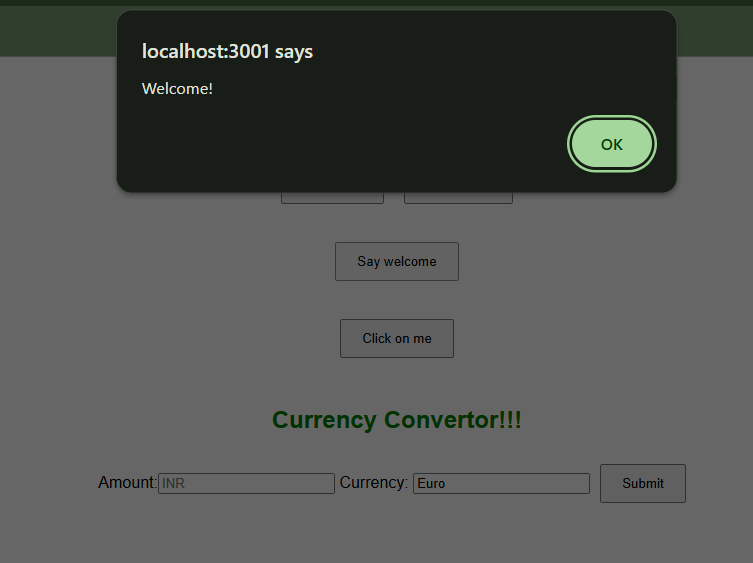 localhost:3001 says
Welcome!
OK
Say welcome
Click on me
Currency Convertor!!!
Amount: INR Currency: Euro Submit